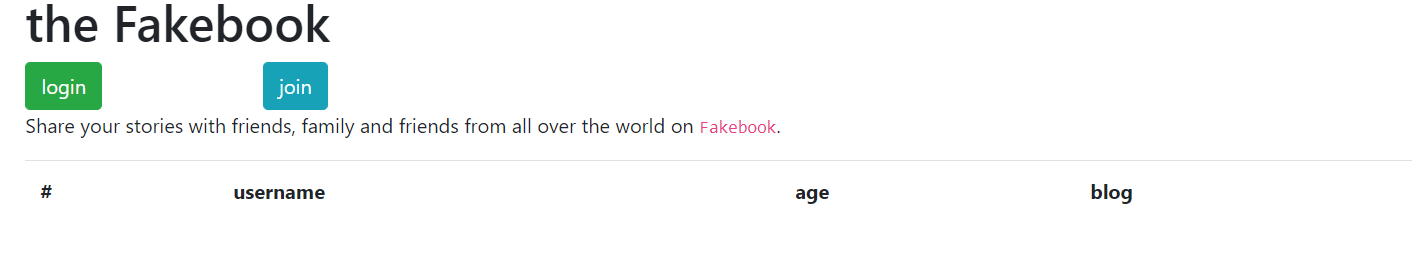 the Fakebook
login join
Share your stories with friends, family and friends from all over the world on Fakebook.
# username age blog